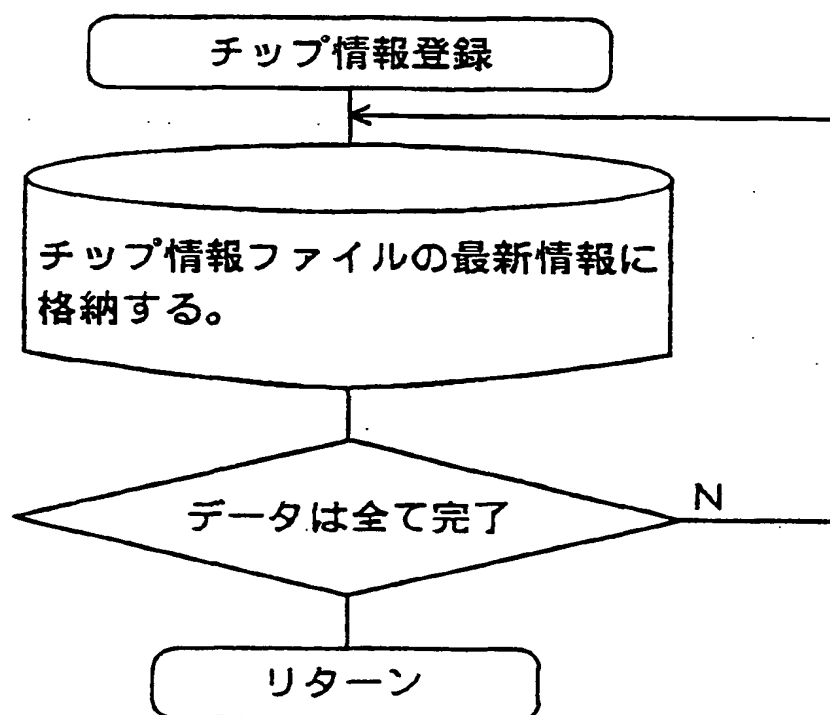 チップ情報登録
チップ情報ファイルの最新情報に
格納する。
データは全て完了
N
リターン